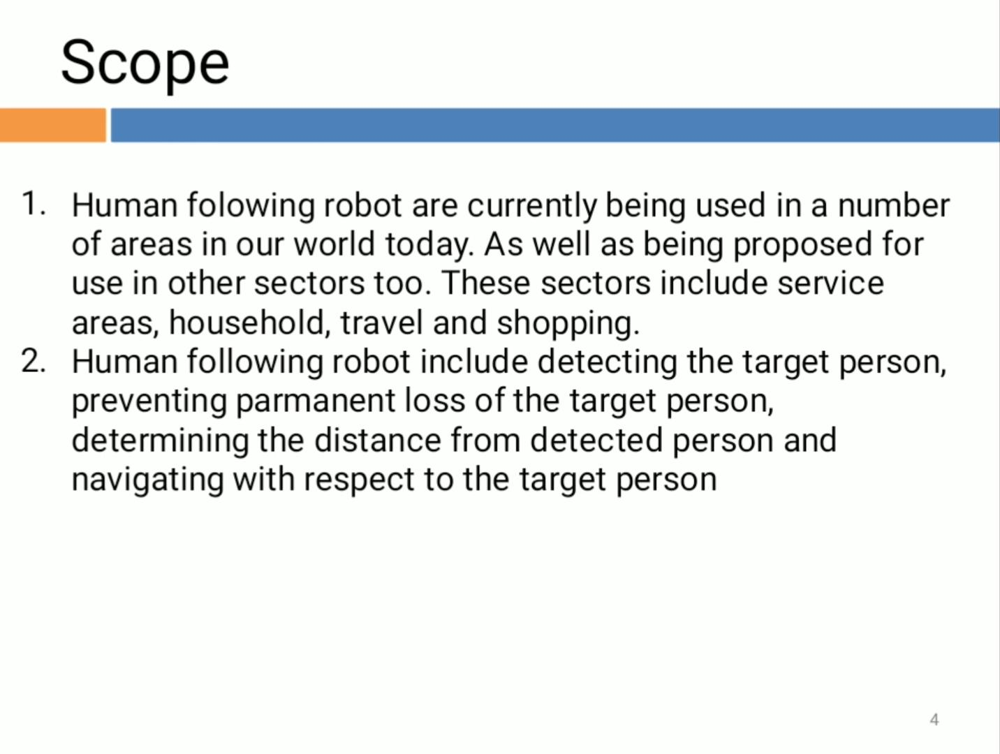 Scope
1. Human folowing robot are currently being used in a number
of areas in our world today. As well as being proposed for
use in other sectors too. These sectors include service
areas, household, travel and shopping.
2. Human following robot include detecting the target person,
preventing parmanent loss of the target person,
determining the distance from detected person and
navigating with respect to the target person
4